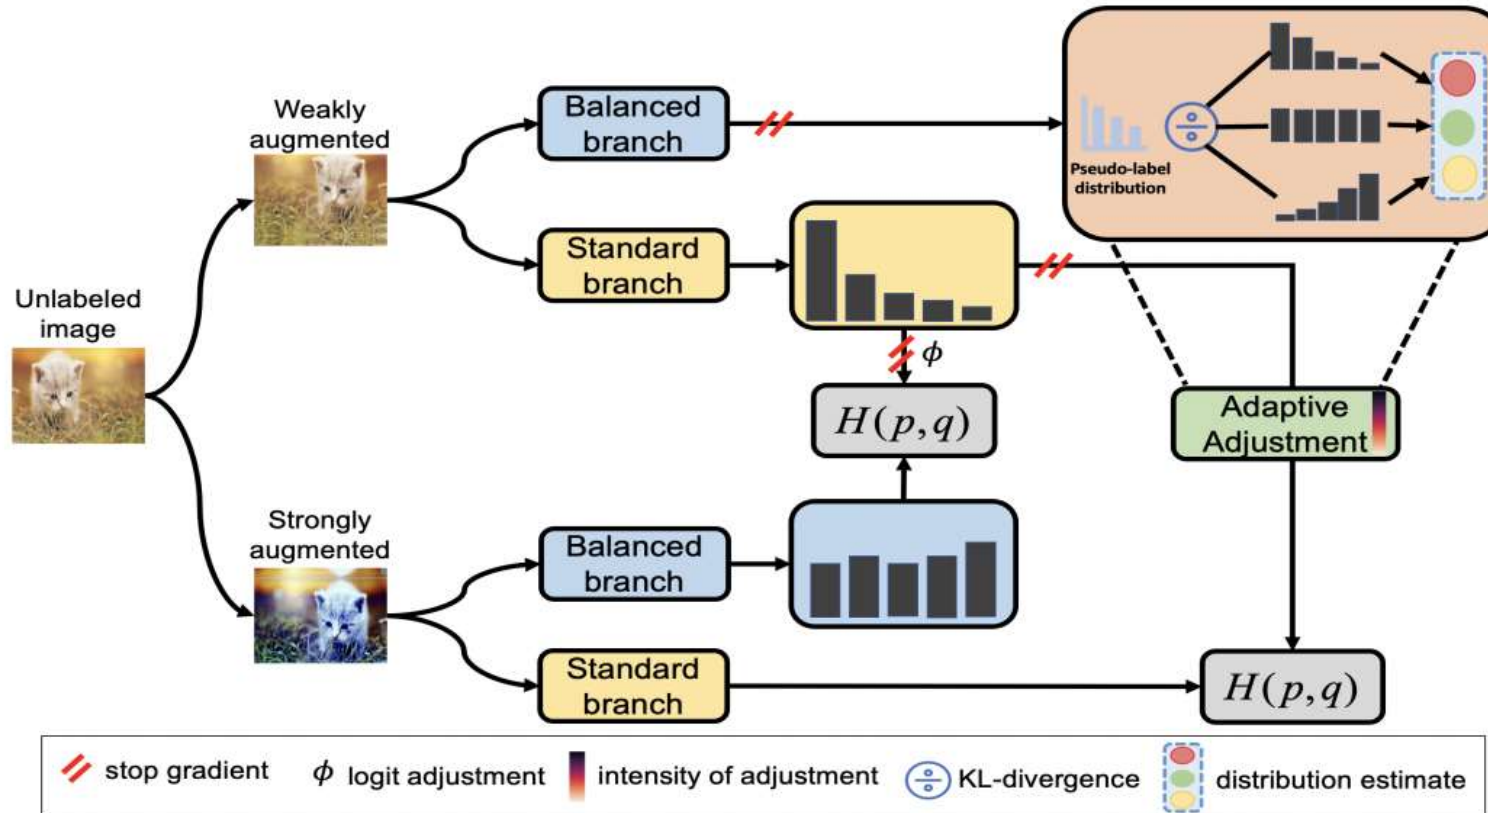 Weakly
augmented
Balanced
branch
Pseudo-label
distribution
Standard
branch
Unlabeled
image
ϕ
H(p,q)
Adaptive
Adjustment
Strongly
augmented
Balanced
branch
Standard
branch
H(p,q)
stop gradient
ϕ logit adjustment
intensity of adjustment
KL-divergence
distribution estimate